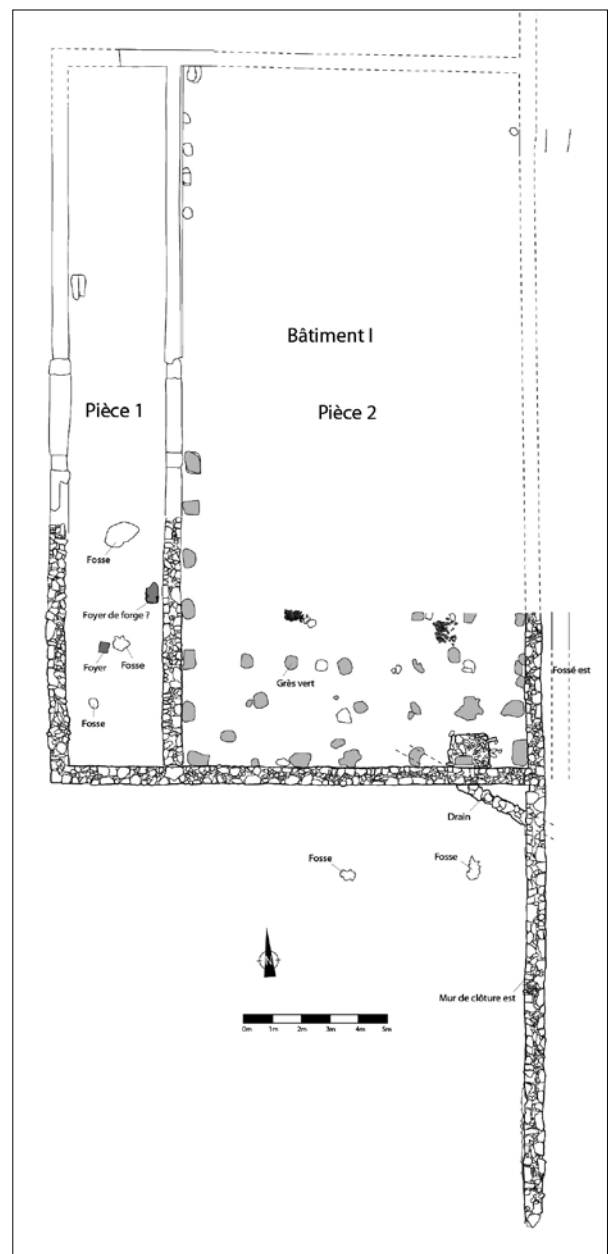 Bâtiment I
Pièce 1
Pièce 2
Fosse
Foyer de forge ?
Foyer
Fosse
Fosse
Grès vert
Fossé est
Drain
Fosse
Fosse
N
Mur de clôture est
0m 1m 2m 3m 4m 5m